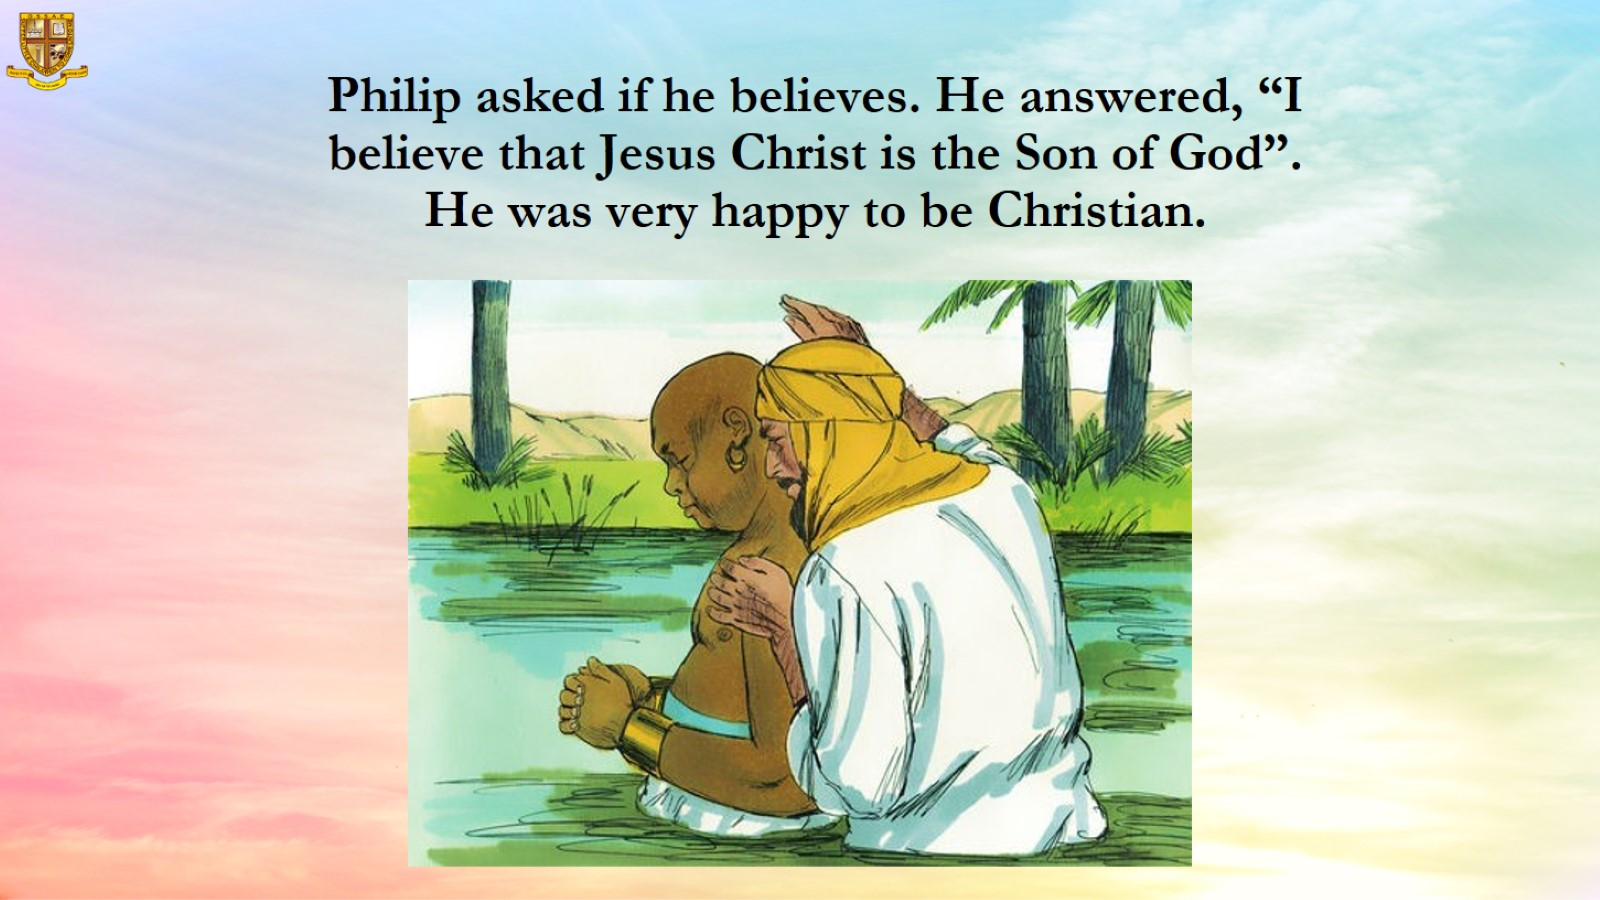 Philip asked if he believes. He answered, “I
believe that Jesus Christ is the Son of God”.
He was very happy to be Christian.